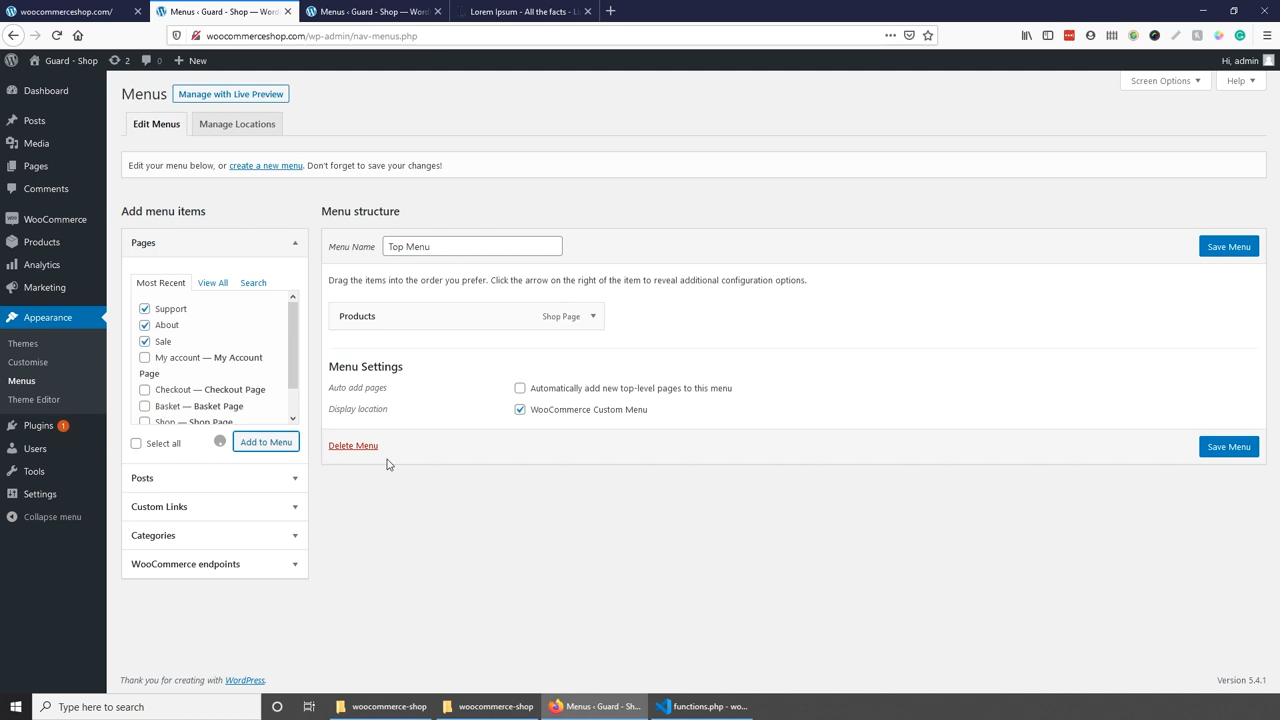 woocommerceshop.com/
Menus ‹ Guard - Shop — Word
Menus ‹ Guard - Shop — Word
Lorem Ipsum - All the facts - Li
woocommerceshop.com/wp-admin/nav-menus.php
Guard - Shop 2 0 New Hi, admin
Dashboard
Posts
Media
Pages
Comments
WooCommerce
Products
Analytics
Marketing
Appearance
Themes
Customise
Menus
Theme Editor
Plugins 1
Users
Tools
Settings
Collapse menu
Screen Options Help
Menus Manage with Live Preview
Edit Menus Manage Locations
Edit your menu below, or create a new menu. Don't forget to save your changes!
Add menu items
Pages
Most Recent View All Search
Support
About
Sale
My account — My Account
Page
Checkout — Checkout Page
Basket — Basket Page
Shop — Shop Page
Select all Add to Menu
Posts
Custom Links
Categories
WooCommerce endpoints
Menu structure
Menu Name Top Menu Save Menu
Drag the items into the order you prefer. Click the arrow on the right of the item to reveal additional configuration options.
Products Shop Page
Menu Settings
Auto add pages Automatically add new top-level pages to this menu
Display location WooCommerce Custom Menu
Delete Menu Save Menu
Thank you for creating with WordPress. Version 5.4.1
Type here to search
woocommerce-shop
woocommerce-shop
Menus ‹ Guard - Sh...
functions.php - wo...